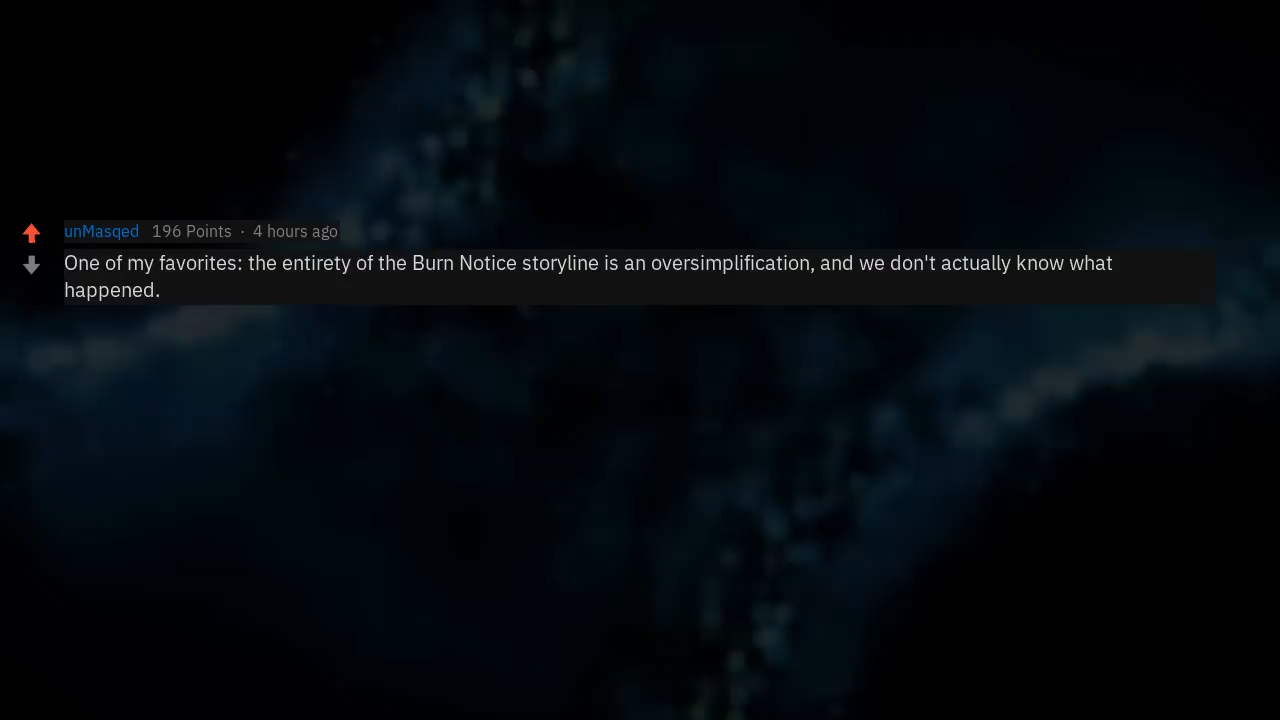 unMasqed 196 Points · 4 hours ago
One of my favorites: the entirety of the Burn Notice storyline is an oversimplification, and we don't actually know what
happened.